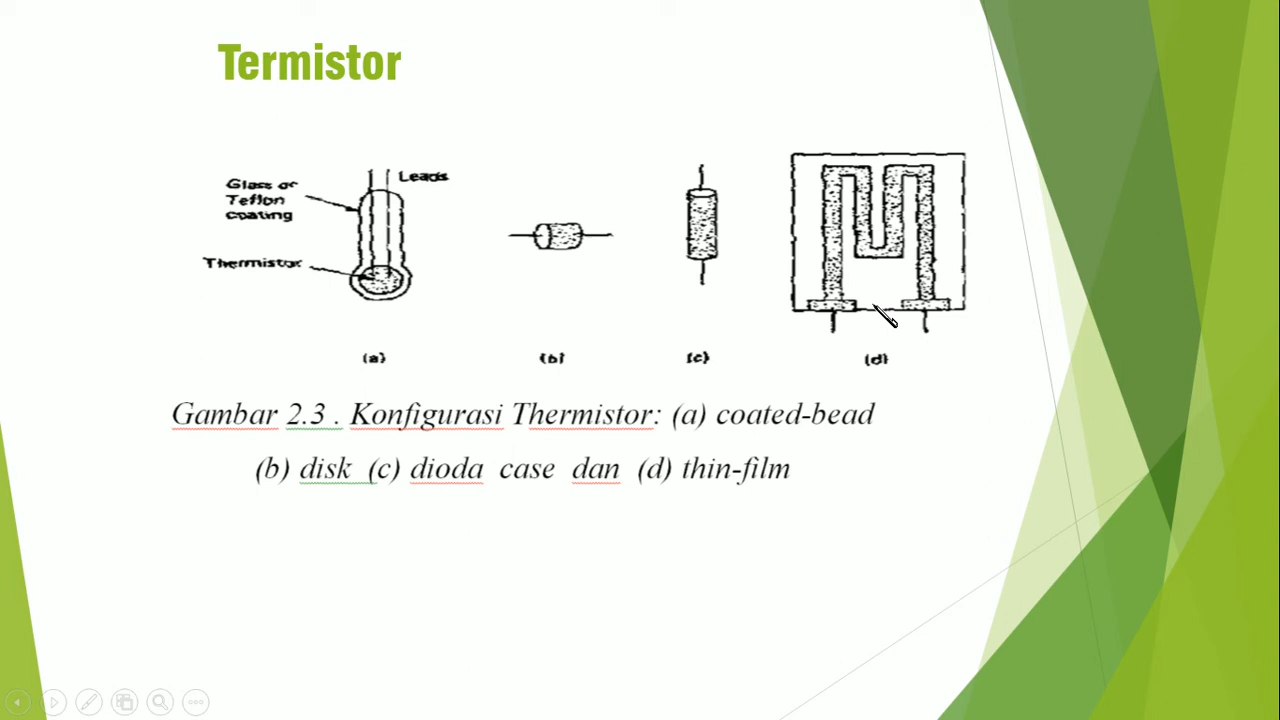 Termistor
Leads
Glass or
Teflon
coating
Thermistor
(a)
(b)
(c)
(d)
Gambar 2.3 . Konfigurasi Thermistor: (a) coated-bead
(b) disk (c) dioda case dan (d) thin-film